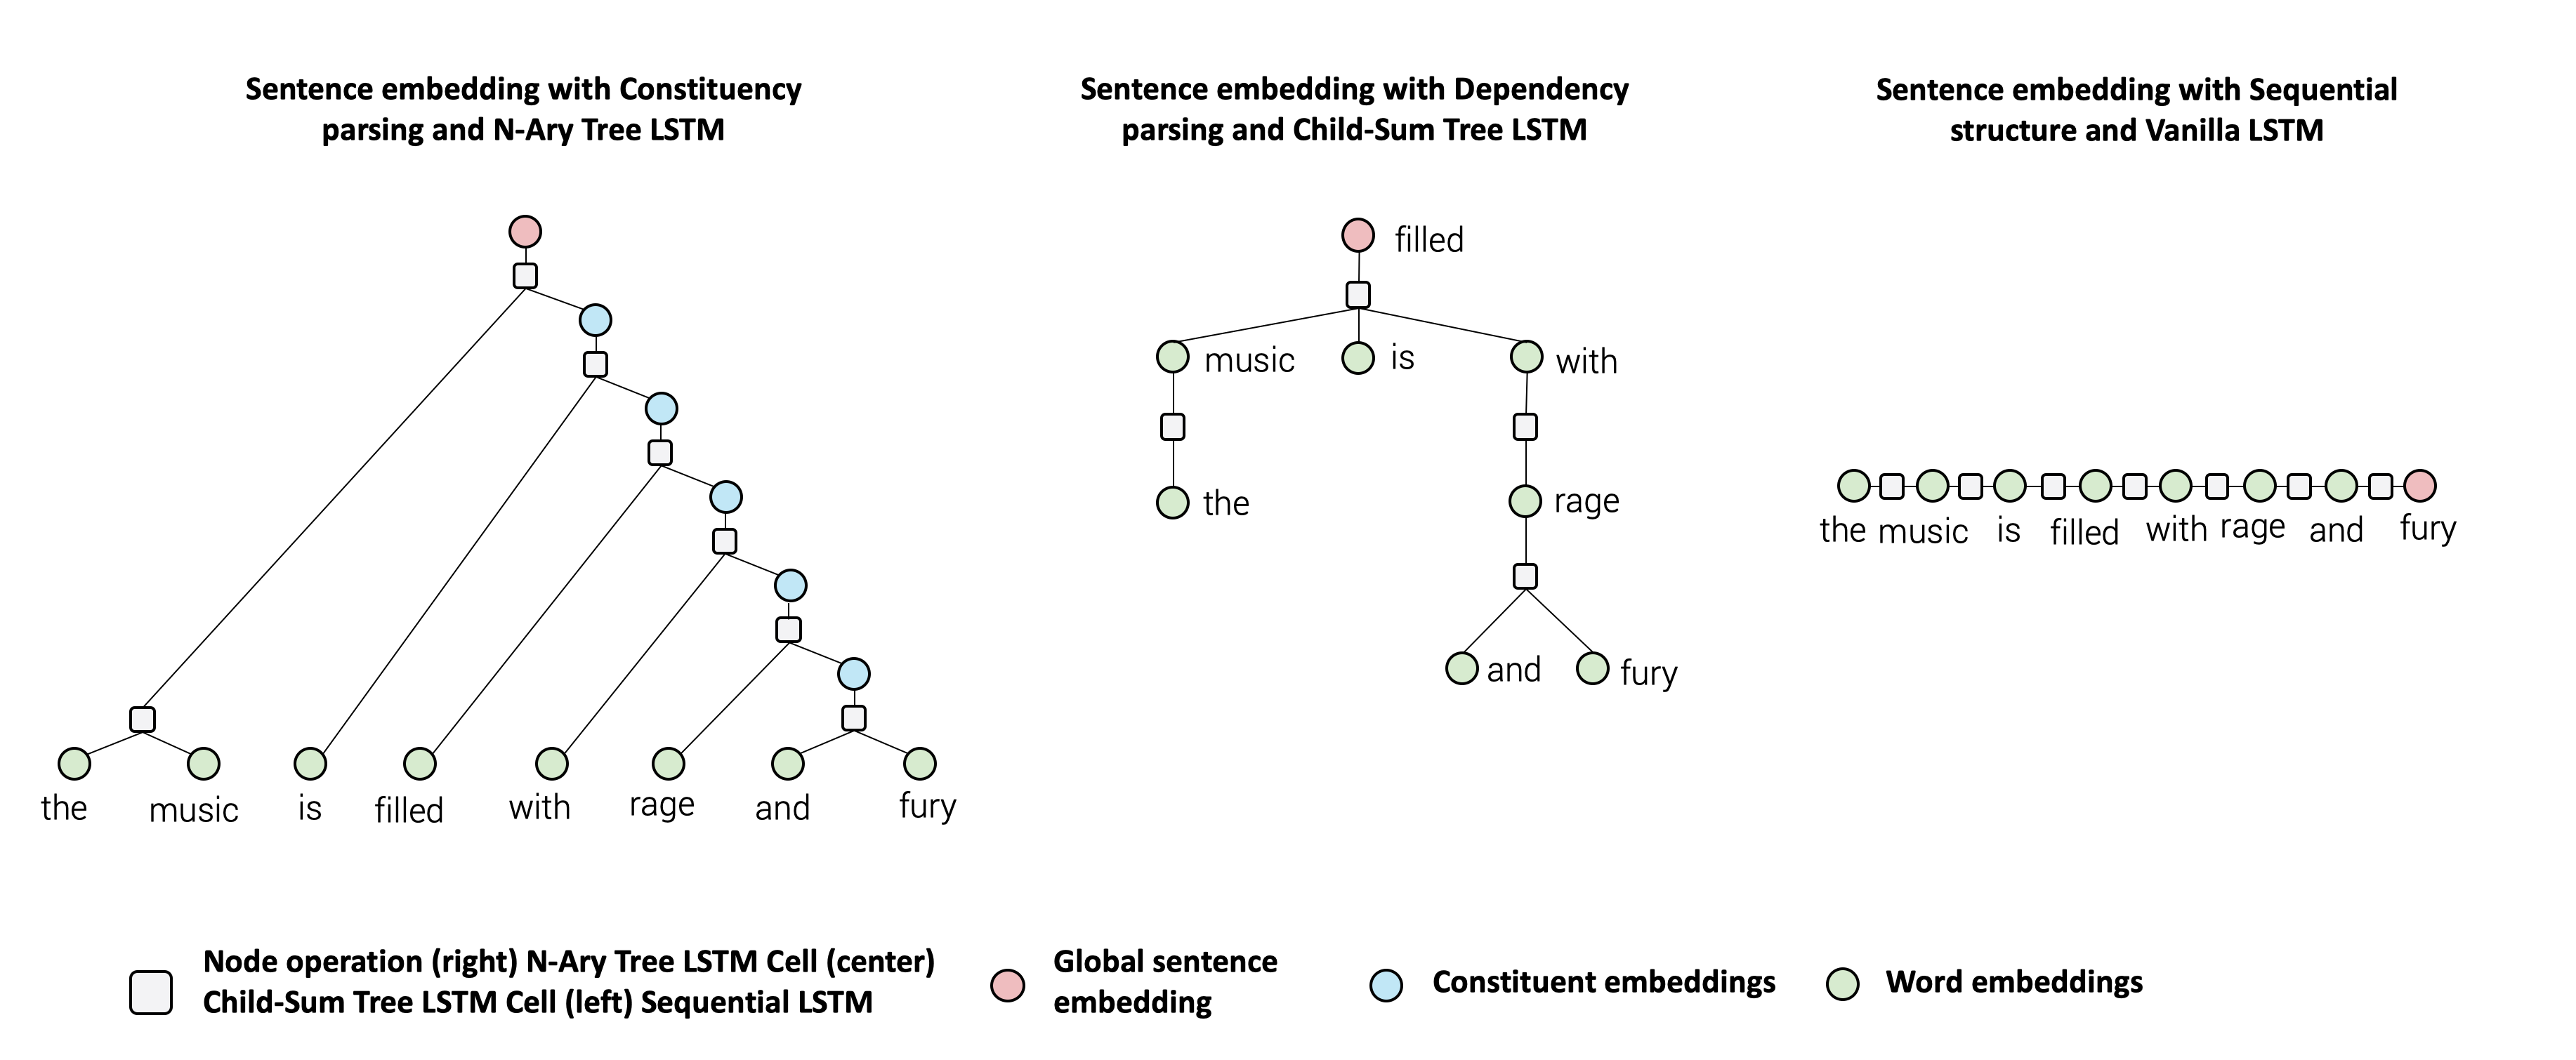 Sentence embedding with Constituency
parsing and N-Ary Tree LSTM
Sentence embedding with Dependency
parsing and Child-Sum Tree LSTM
Sentence embedding with Sequential
structure and Vanilla LSTM
the music is filled with rage and fury
filled
music is with
the rage
and fury
the music is filled with rage and fury
Node operation (right) N-Ary Tree LSTM Cell (center)
Child-Sum Tree LSTM Cell (left) Sequential LSTM
Global sentence
embedding
Constituent embeddings
Word embeddings